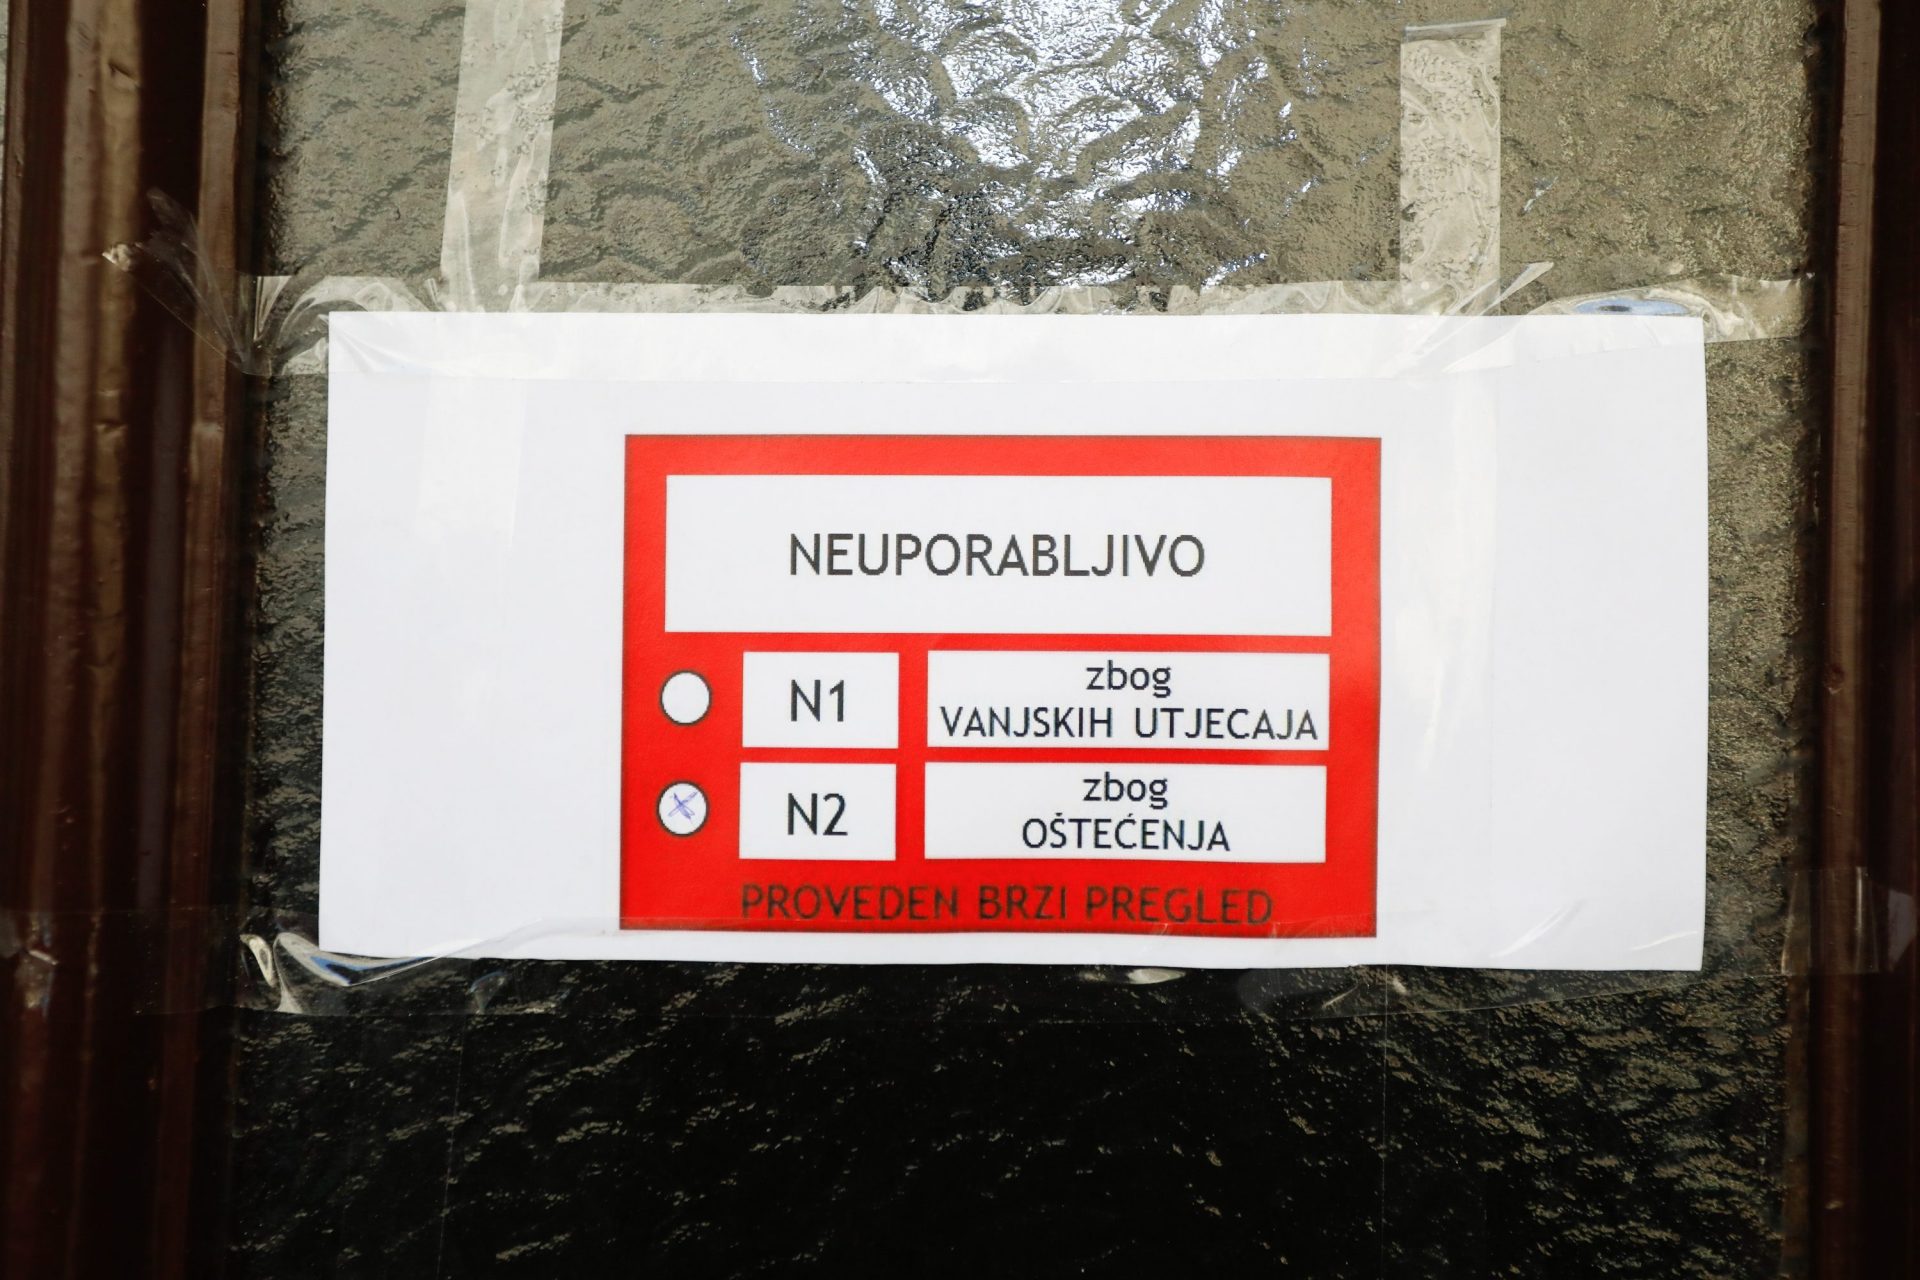 NEUPORABLJIVO
N1
zbog
VANJSKIH UTJECAJA
N2
zbog
OŠTEĆENJA
PROVEDEN BRZI PREGLED